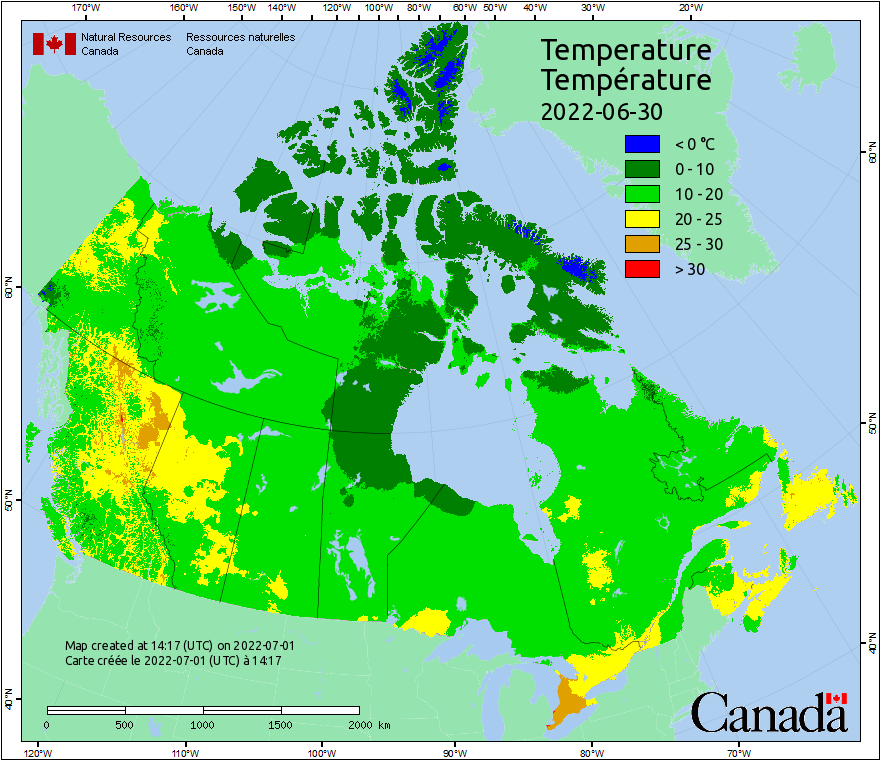 170°W 160°W 150°W 140°W 130°W 120°W 110°W 100°W 80°W 60°W 50°W 40°W 30°W 20°W
Natural Resources Ressources naturelles
Canada Canada
Temperature
Température
2022-06-30
< 0 °C
0 - 10
10 - 20
20 - 25
25 - 30
> 30
60°N
50°N
40°N
60°N
50°N
40°N
Map created at 14:17 (UTC) on 2022-07-01
Carte créée le 2022-07-01 (UTC) à 14:17
0 500 1000 1500 2000 km
Canada
120°W 110°W 100°W 90°W 80°W 70°W